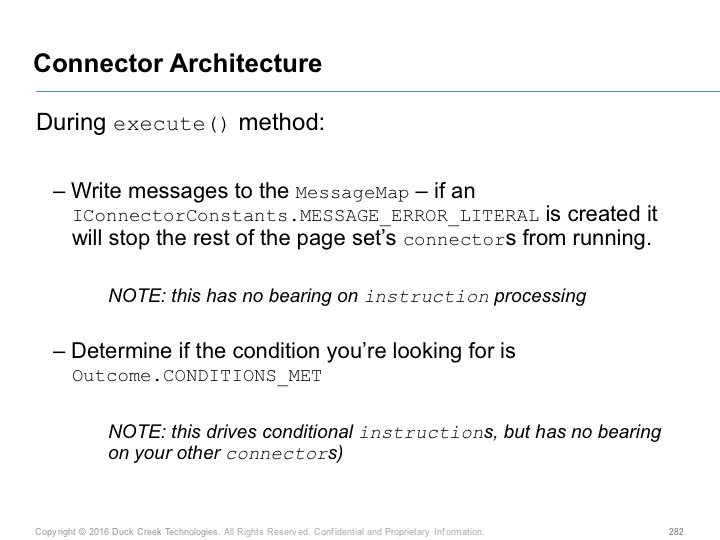 Connector Architecture
During execute() method:
– Write messages to the MessageMap – if an
IConnectorConstants.MESSAGE_ERROR_LITERAL is created it
will stop the rest of the page set’s connectors from running.
NOTE: this has no bearing on instruction processing
– Determine if the condition you’re looking for is
Outcome.CONDITIONS_MET
NOTE: this drives conditional instructions, but has no bearing
on your other connectors)
Copyright © 2016 Duck Creek Technologies. All Rights Reserved. Confidential and Proprietary Information.
282